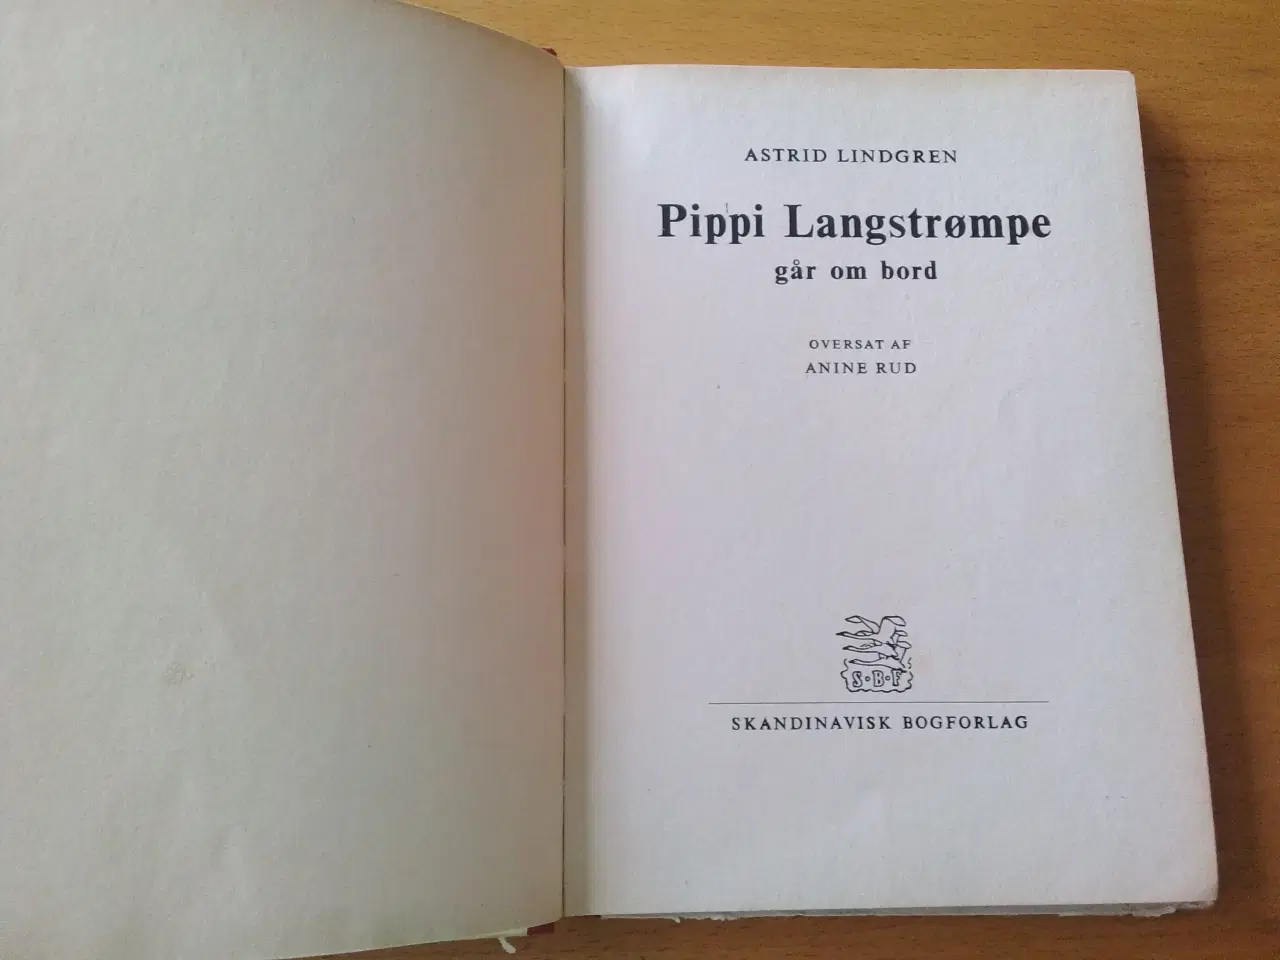 ASTRID LINDGREN
Pippi Langstrømpe
går om bord
OVERSAT AF
ANINE RUD
S·B·F
SKANDINAVISK BOGFORLAG